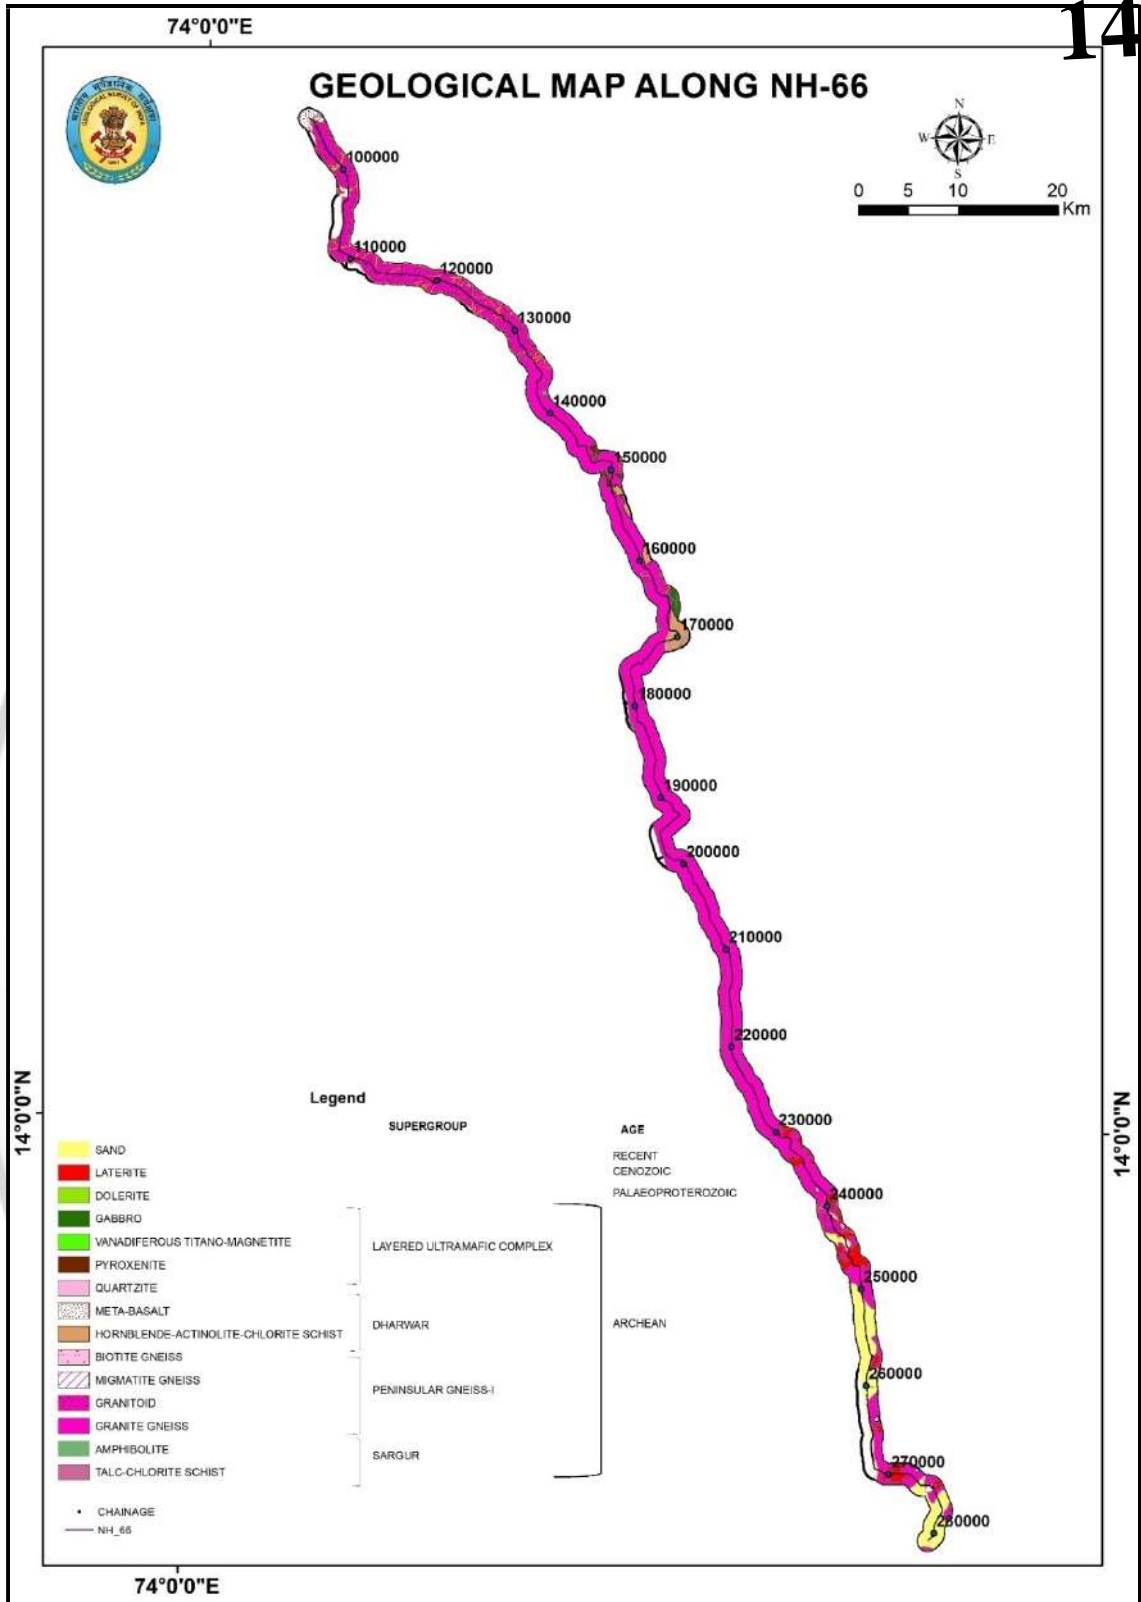 14
74°0'0"E
GEOLOGICAL MAP ALONG NH-66
N
W E
S
0 5 10 20
Km
100000
110000
120000
130000
140000
150000
160000
170000
180000
190000
200000
210000
220000
230000
240000
250000
260000
270000
280000
14°0'0"N
14°0'0"N
Legend
SUPERGROUP
AGE
SAND
RECENT
LATERITE
CENOZOIC
DOLERITE
PALAEOPROTEROZOIC
GABBRO
VANADIFEROUS TITANO-MAGNETITE
LAYERED ULTRAMAFIC COMPLEX
PYROXENITE
QUARTZITE
META-BASALT
DHARWAR
ARCHEAN
HORNBLENDE-ACTINOLITE-CHLORITE SCHIST
BIOTITE GNEISS
MIGMATITE GNEISS
PENINSULAR GNEISS-I
GRANITOID
GRANITE GNEISS
AMPHIBOLITE
SARGUR
TALC-CHLORITE SCHIST
CHAINAGE
NH_66
74°0'0"E